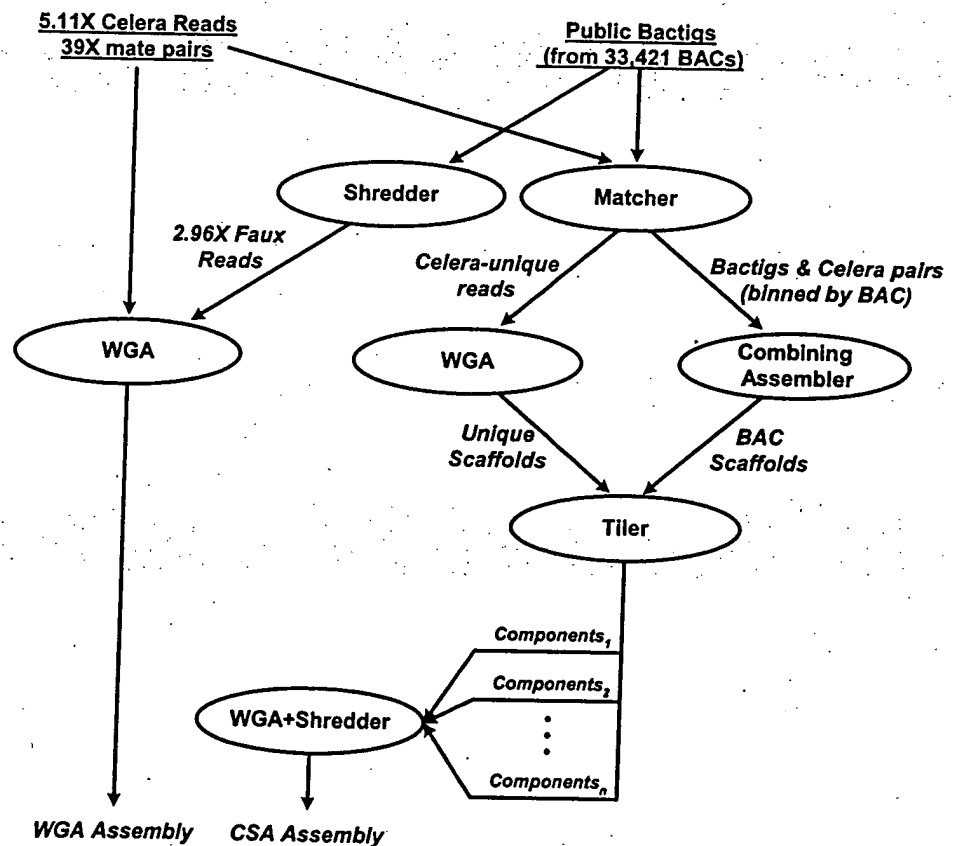 5.11X Celera Reads
39X mate pairs
Public Bactigs
(from 33,421 BACs)
Shredder
Matcher
2.96X Faux
Reads
Celera-unique
reads
Bactigs & Celera pairs
(binned by BAC)
WGA
WGA
Combining
Assembler
Unique
Scaffolds
BAC
Scaffolds
Tiler
Components1
Components2
WGA+Shredder
Componentsn
WGA Assembly
CSA Assembly